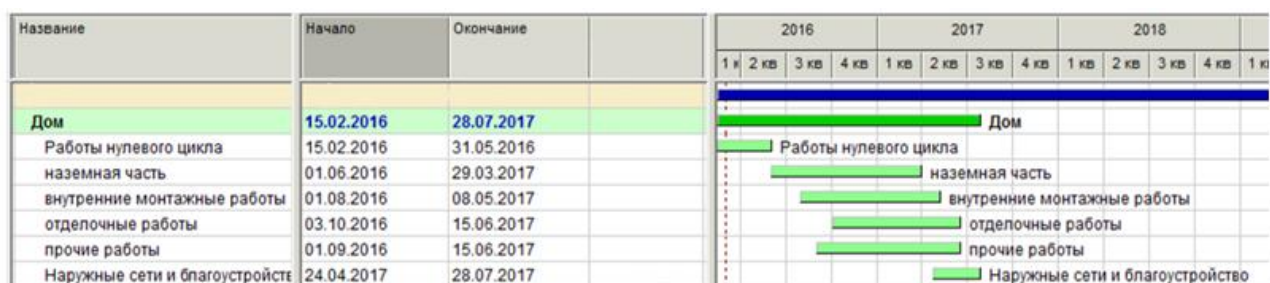 Название Начало Окончание 2016 2017 2018
2 кв 3 кв 4 кв 1 кв 2 кв 3 кв 4 кв 1 кв 2 кв 3 кв 4 кв
Дом 15.02.2016 28.07.2017 Дом
Работы нулевого цикла 15.02.2016 31.05.2016 Работы нулевого цикла
наземная часть 01.06.2016 29.03.2017 наземная часть
внутренние монтажные работы 01.08.2016 08.05.2017 внутренние монтажные работы
отделочные работы 03.10.2016 15.06.2017 отделочные работы
прочие работы 01.09.2016 15.06.2017 прочие работы
Наружные сети и благоустройств 24.04.2017 28.07.2017 Наружные сети и благоустройство